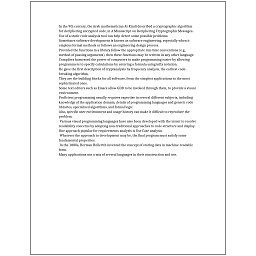 In the 9th century, the Arab mathematician Al-Kindi described a cryptographic algorithm
for deciphering encrypted code, in A Manuscript on Deciphering Cryptographic Messages.
Use of a static code analysis tool can help detect some possible problems.
Sometimes software development is known as software engineering, especially when it
employs formal methods or follows an engineering design process.
Provided the functions in a library follow the appropriate run-time conventions (e.g.,
method of passing arguments), then these functions may be written in any other language.
Compilers harnessed the power of computers to make programming easier by allowing
programmers to specify calculations by entering a formula using infix notation.
He gave the first description of cryptanalysis by frequency analysis, the earliest code-
breaking algorithm.
They are the building blocks for all software, from the simplest applications to the most
sophisticated ones.
Some text editors such as Emacs allow GDB to be invoked through them, to provide a visual
environment.
Proficient programming usually requires expertise in several different subjects, including
knowledge of the application domain, details of programming languages and generic code
libraries, specialized algorithms, and formal logic.
Also, specific user environment and usage history can make it difficult to reproduce the
problem.
Various visual programming languages have also been developed with the intent to resolve
readability concerns by adopting non-traditional approaches to code structure and display.
One approach popular for requirements analysis is Use Case analysis.
Whatever the approach to development may be, the final program must satisfy some
fundamental properties.
In the 1880s, Herman Hollerith invented the concept of storing data in machine-readable
form.
Many applications use a mix of several languages in their construction and use.